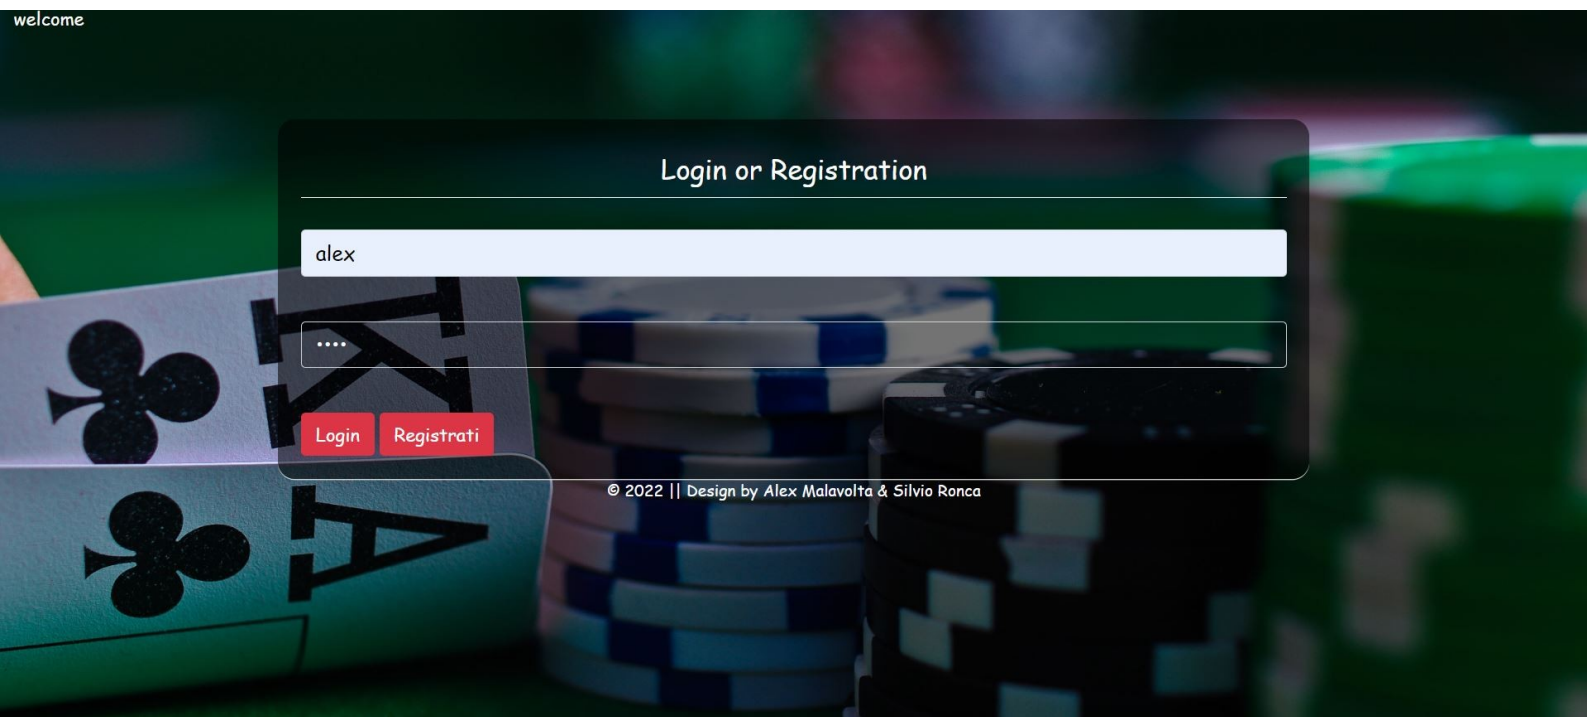 welcome
Login or Registration
alex
••••
Login Registrati
K
A
© 2022 || Design by Alex Malavolta & Silvio Ronca